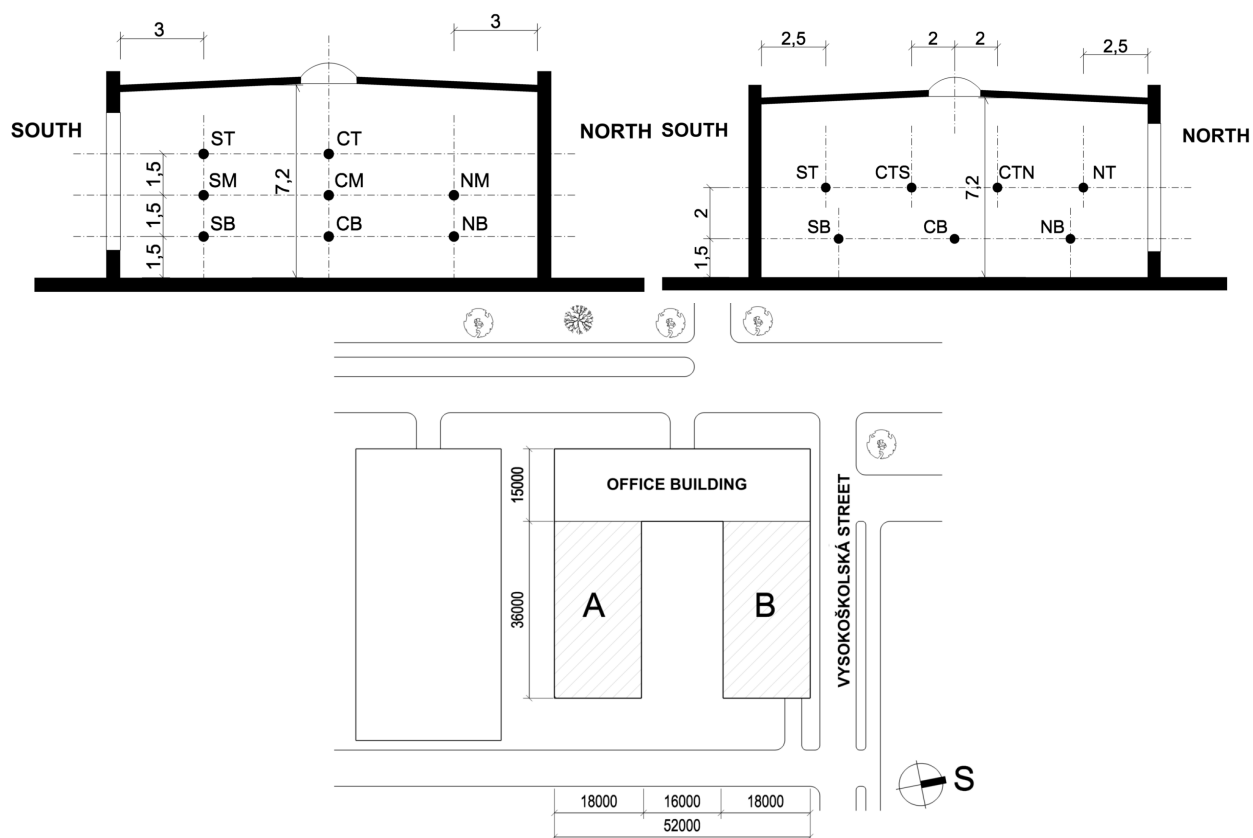 3
3
SOUTH
NORTH
ST
CT
SM
CM
NM
SB
CB
NB
1,5
1,5
1,5
7,2
2,5
2
2
2,5
SOUTH
NORTH
ST
CTS
CTN
NT
SB
CB
NB
2
1,5
7,2
OFFICE BUILDING
15000
36000
A
B
VYSOKOŠKOLSKÁ STREET
S
18000
16000
18000
52000